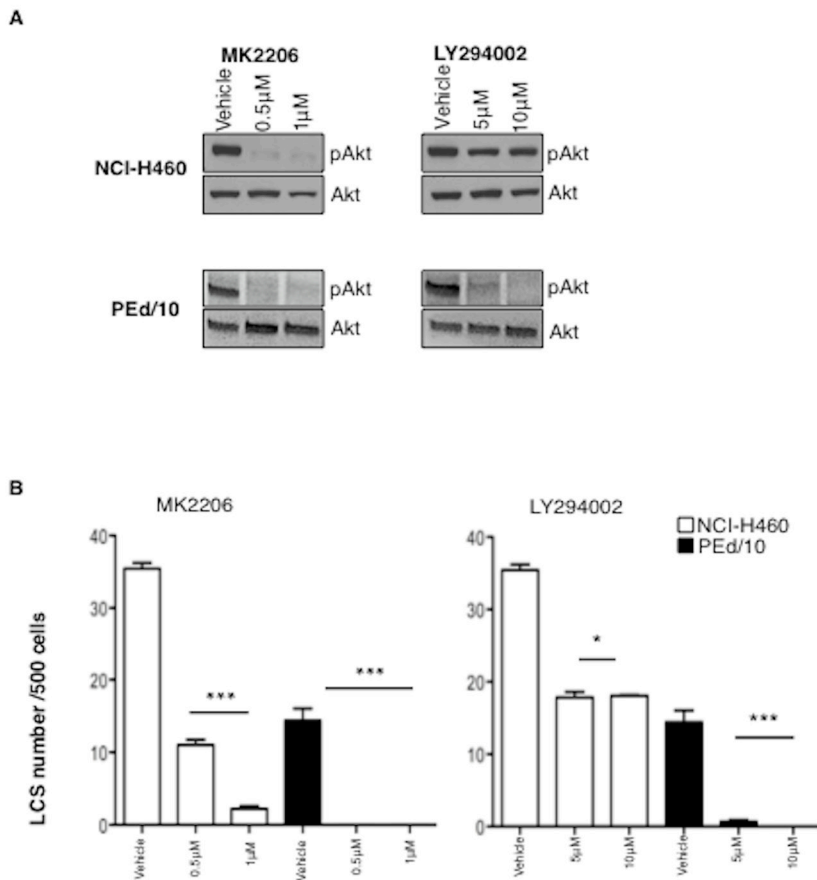 A
MK2206
LY294002
Vehicle
0.5µM
1µM
Vehicle
5µM
10µM
NCI-H460
pAkt
pAkt
Akt
Akt
PEd/10
pAkt
pAkt
Akt
Akt
B
MK2206
LY294002
NCI-H460
PEd/10
LCS number /500 cells
40
30
20
10
0
***
***
Vehicle
0.5µM
1µM
Vehicle
0.5µM
1µM
40
30
20
10
0
*
***
Vehicle
5µM
10µM
Vehicle
5µM
10µM